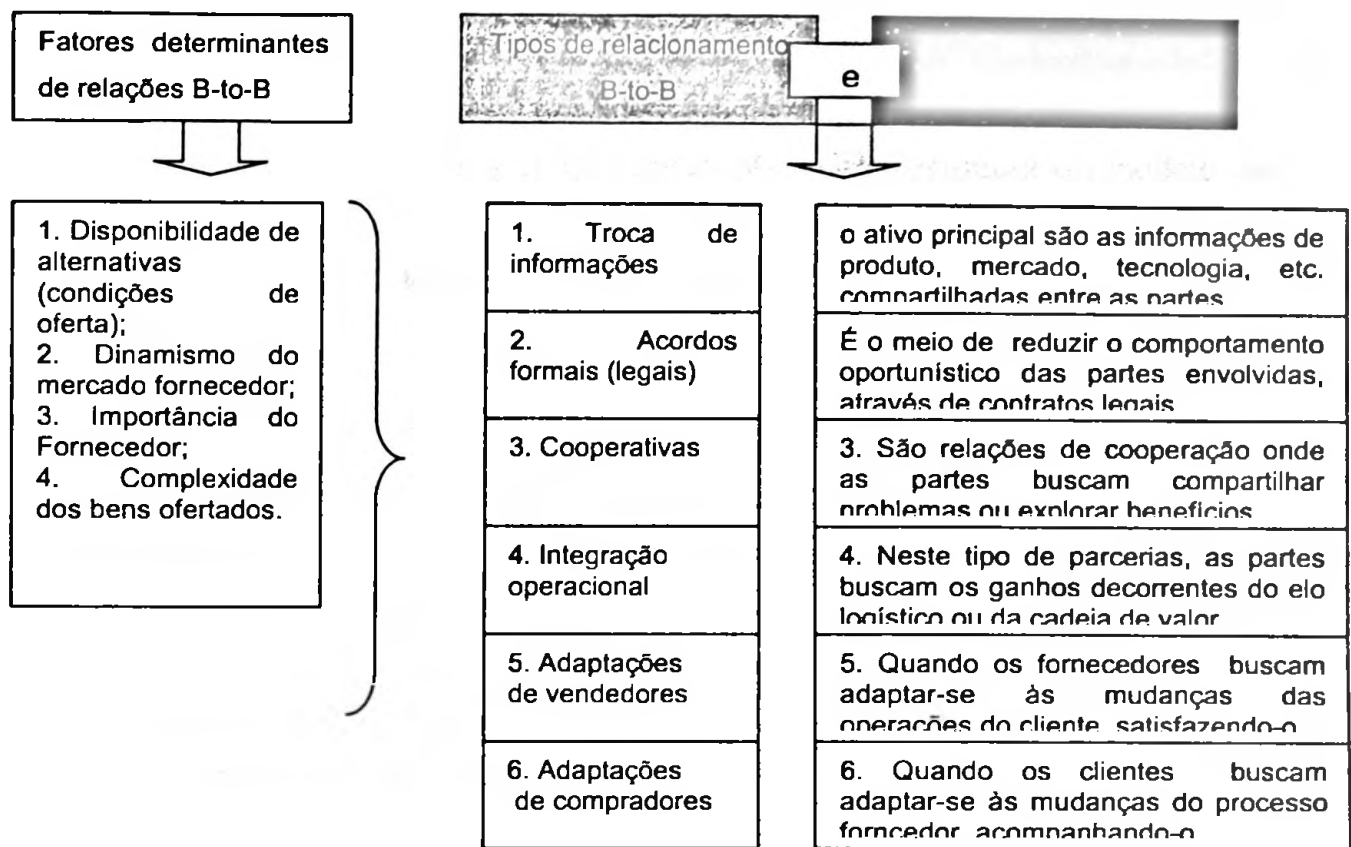 Fatores determinantes
de relações B-to-B
Tipos de relacionamento
B-to-B
e
1. Disponibilidade de
alternativas
(condições de
oferta);
2. Dinamismo do
mercado fornecedor;
3. Importância do
Fornecedor;
4. Complexidade
dos bens ofertados.
1. Troca de
informações
o ativo principal são as informações de
produto, mercado, tecnologia, etc.
compartilhadas entre as partes
2. Acordos
formais (legais)
É o meio de reduzir o comportamento
oportunístico das partes envolvidas,
através de contratos legais
3. Cooperativas
3. São relações de cooperação onde
as partes buscam compartilhar
problemas ou explorar benefícios
4. Integração
operacional
4. Neste tipo de parcerias, as partes
buscam os ganhos decorrentes do elo
logístico ou da cadeia de valor
5. Adaptações
de vendedores
5. Quando os fornecedores buscam
adaptar-se às mudanças das
operações do cliente satisfazendo-o
6. Adaptações
de compradores
6. Quando os clientes buscam
adaptar-se às mudanças do processo
forncedor acompanhando-o